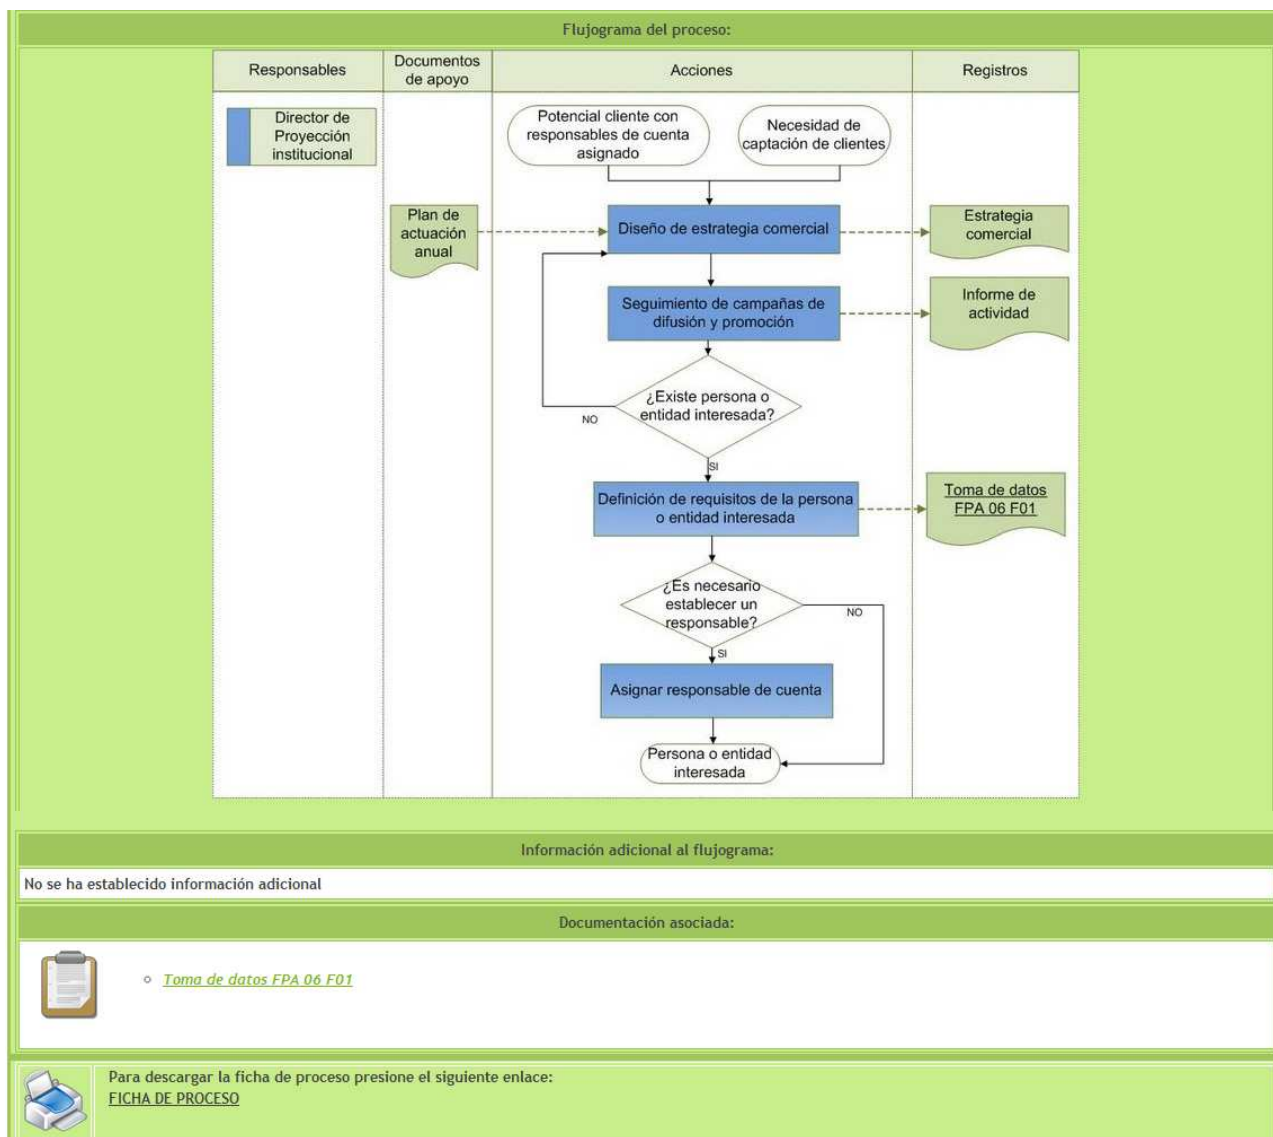 Flujograma del proceso:
Responsables
Documentos
de apoyo
Acciones
Registros
Director de
Proyección
institucional
Potencial cliente con
responsables de cuenta
asignado
Necesidad de
captación de clientes
Plan de
actuación
anual
Diseño de estrategia comercial
Estrategia
comercial
Seguimiento de campañas de
difusión y promoción
Informe de
actividad
¿Existe persona o
entidad interesada?
NO
SI
Definición de requisitos de la persona
o entidad interesada
Toma de datos
FPA 06 F01
¿Es necesario
establecer un
responsable?
NO
SI
Asignar responsable de cuenta
Persona o entidad
interesada
Información adicional al flujograma:
No se ha establecido información adicional
Documentación asociada:
Toma de datos FPA 06 F01
Para descargar la ficha de proceso presione el siguiente enlace:
FICHA DE PROCESO